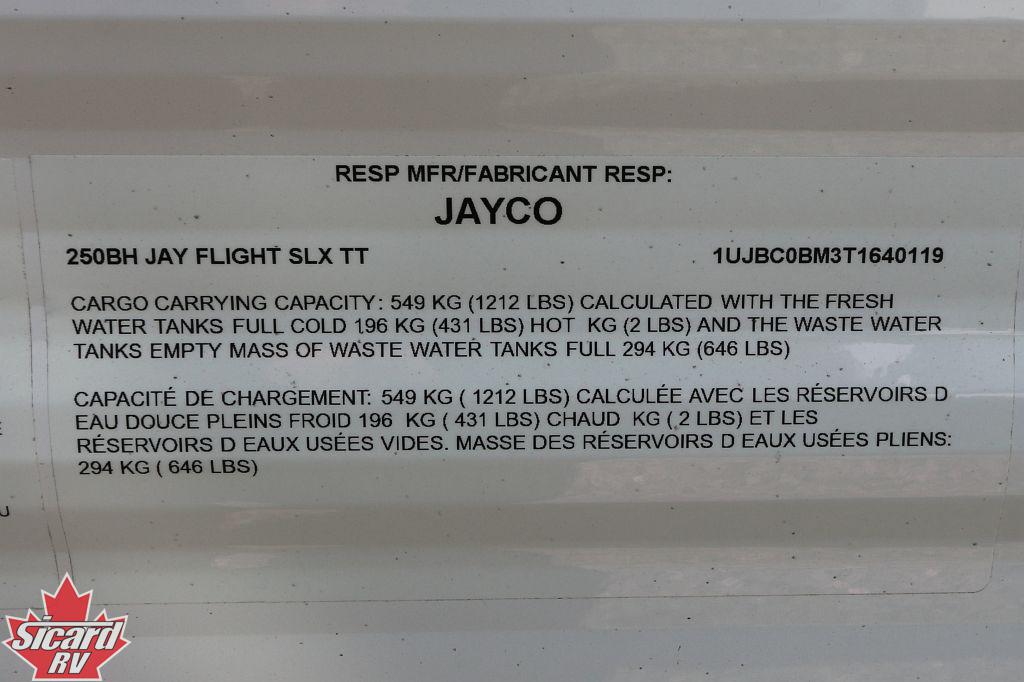 RESP MFR/FABRICANT RESP:
JAYCO
250BH JAY FLIGHT SLX TT 1UJBC0BM3T1640119
CARGO CARRYING CAPACITY: 549 KG (1212 LBS) CALCULATED WITH THE FRESH
WATER TANKS FULL COLD 196 KG (431 LBS) HOT KG (2 LBS) AND THE WASTE WATER
TANKS EMPTY MASS OF WASTE WATER TANKS FULL 294 KG (646 LBS)
CAPACITÉ DE CHARGEMENT: 549 KG ( 1212 LBS) CALCULÉE AVEC LES RÉSERVOIRS D
EAU DOUCE PLEINS FROID 196 KG ( 431 LBS) CHAUD KG ( 2 LBS) ET LES
RÉSERVOIRS D EAUX USÉES VIDES. MASSE DES RÉSERVOIRS D EAUX USÉES PLIENS:
294 KG ( 646 LBS)
Sicard
RV